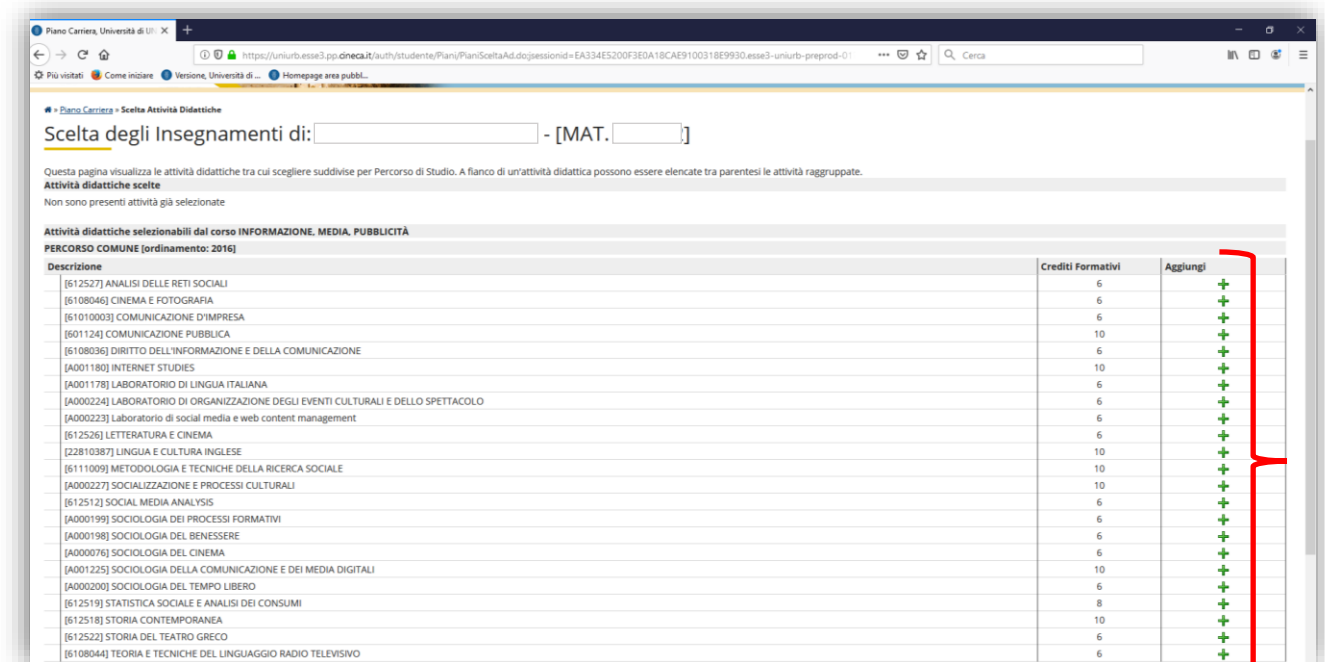 Piano Carriera, Università di U
https://uniurb.esse3.pp.cineca.it/auth/studente/Piani/PianiSceltaAd.do;jsessionid=EA334E5200F3E0A18CAE9100318E9930.esse3-uniurb-preprod-01
Cerca
Più visitati Come iniziare Versione, Università di ... Homepage area pubbl...
» Piano Carriera » Scelta Attività Didattiche
Scelta degli Insegnamenti di: - [MAT. ]
Questa pagina visualizza le attività didattiche tra cui scegliere suddivise per Percorso di Studio. A fianco di un'attività didattica possono essere elencate tra parentesi le attività raggruppate.
Attività didattiche scelte
Non sono presenti attività già selezionate
Attività didattiche selezionabili dal corso INFORMAZIONE, MEDIA, PUBBLICITÀ
PERCORSO COMUNE [ordinamento: 2016]
Descrizione Crediti Formativi Aggiungi
[612527] ANALISI DELLE RETI SOCIALI 6
[6108046] CINEMA E FOTOGRAFIA 6
[61010003] COMUNICAZIONE D'IMPRESA 6
[601124] COMUNICAZIONE PUBBLICA 10
[6108036] DIRITTO DELL'INFORMAZIONE E DELLA COMUNICAZIONE 6
[A001180] INTERNET STUDIES 10
[A001178] LABORATORIO DI LINGUA ITALIANA 6
[A000224] LABORATORIO DI ORGANIZZAZIONE DEGLI EVENTI CULTURALI E DELLO SPETTACOLO 6
[A000223] Laboratorio di social media e web content management 6
[612526] LETTERATURA E CINEMA 6
[22810387] LINGUA E CULTURA INGLESE 10
[6111009] METODOLOGIA E TECNICHE DELLA RICERCA SOCIALE 10
[A000227] SOCIALIZZAZIONE E PROCESSI CULTURALI 10
[612512] SOCIAL MEDIA ANALYSIS 6
[A000199] SOCIOLOGIA DEI PROCESSI FORMATIVI 6
[A000198] SOCIOLOGIA DEL BENESSERE 6
[A000076] SOCIOLOGIA DEL CINEMA 6
[A001225] SOCIOLOGIA DELLA COMUNICAZIONE E DEI MEDIA DIGITALI 10
[A000200] SOCIOLOGIA DEL TEMPO LIBERO 6
[612519] STATISTICA SOCIALE E ANALISI DEI CONSUMI 8
[612518] STORIA CONTEMPORANEA 10
[612522] STORIA DEL TEATRO GRECO 6
[6108044] TEORIA E TECNICHE DEL LINGUAGGIO RADIO TELEVISIVO 6